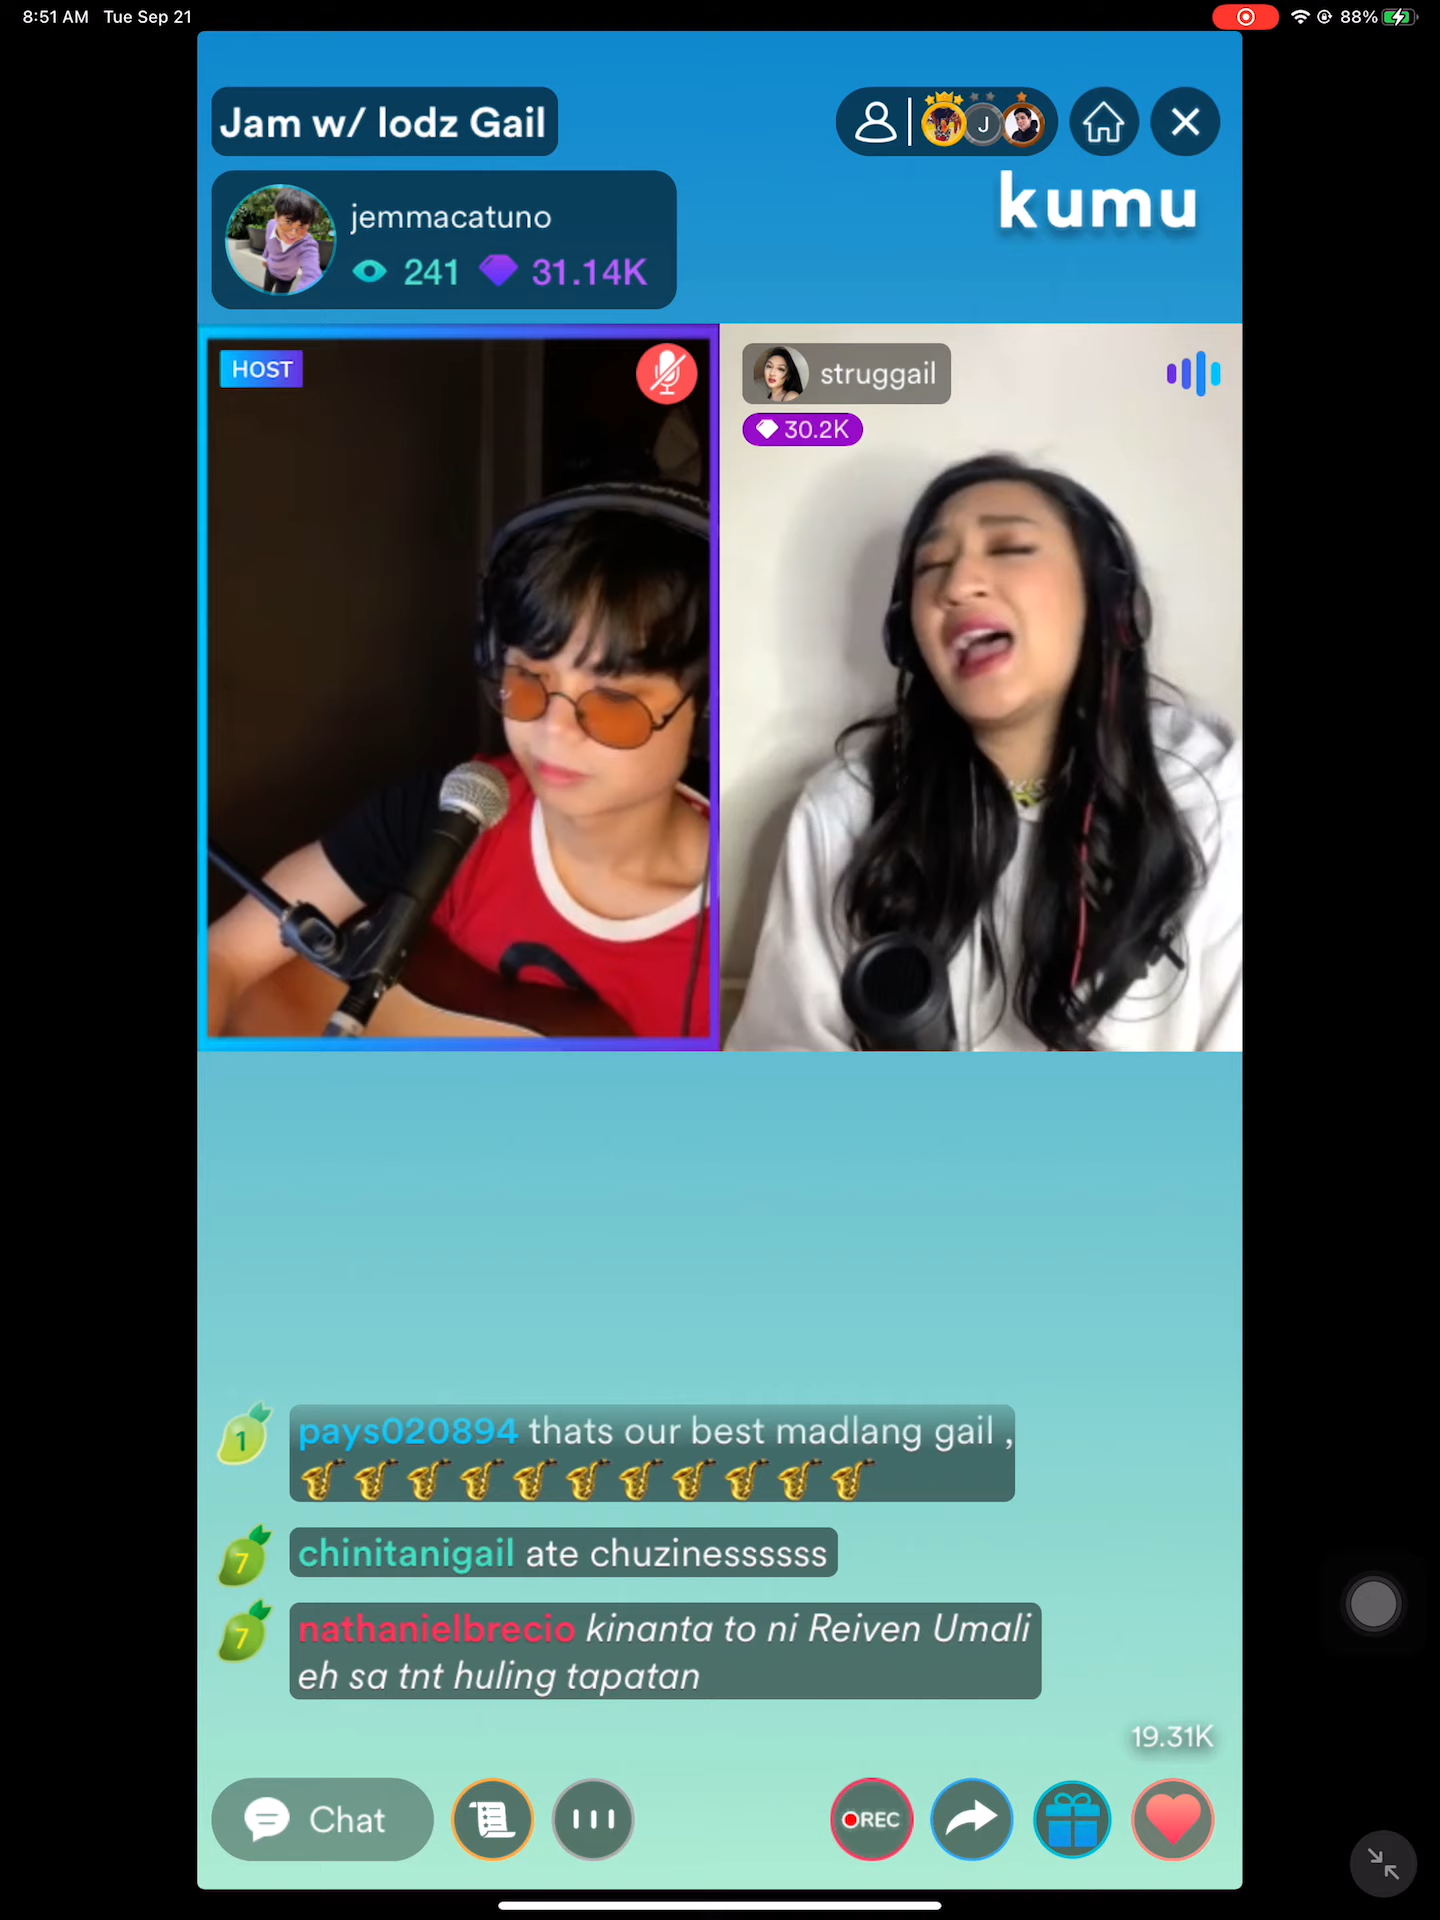 8:51 AM Tue Sep 21
88%
Jam w/ lodz Gail
J
kumu
jemmacatuno
241 31.14K
HOST
struggail
30.2K
1
pays020894 thats our best madlang gail ,
7
chinitanigail ate chuzinessssss
7
nathanielbrecio kinanta to ni Reiven Umali
eh sa tnt huling tapatan
19.31K
Chat
REC